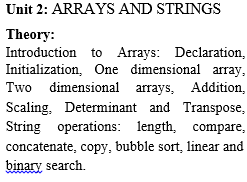 Unit 2: ARRAYS AND STRINGS
Theory:
Introduction to Arrays: Declaration,
Initialization, One dimensional array,
Two dimensional arrays, Addition,
Scaling, Determinant and Transpose,
String operations: length, compare,
concatenate, copy, bubble sort, linear and
binary search.